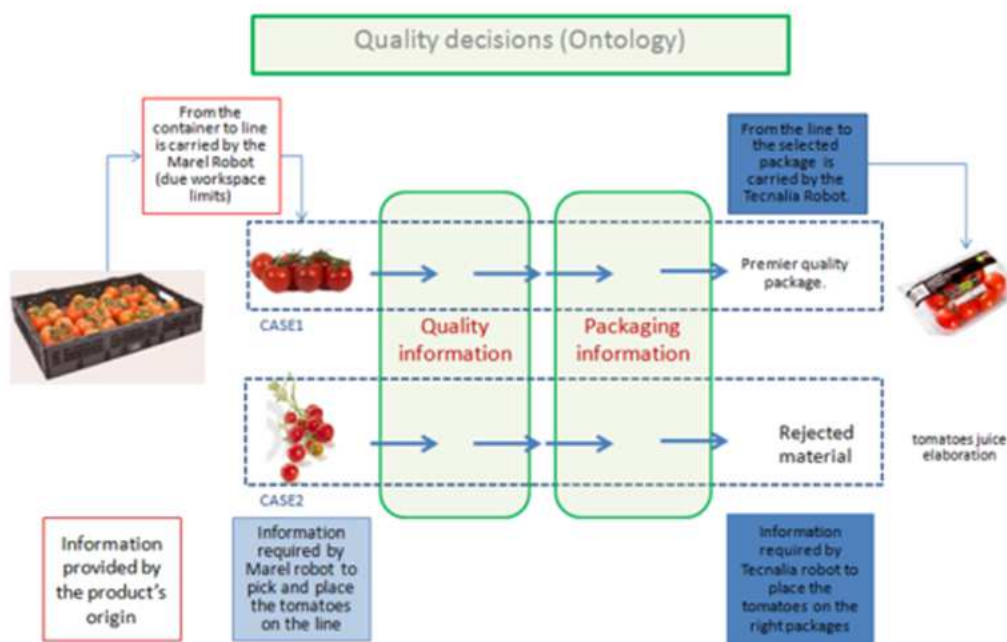 Quality decisions (Ontology)
From the
container to line
is carried by the
Marel Robot
(due workspace
limits)
From the line to
the selected
package is
carried by the
Tecnalia Robot.
Premier quality
package.
CASE1
Quality
information
Packaging
information
Rejected
material
tomatoes juice
elaboration
CASE2
Information
provided by
the product's
origin
Information
required by
Marel robot to
pick and place
the tomatoes
on the line
Information
required by
Tecnalia robot to
place the
tomatoes on the
right packages